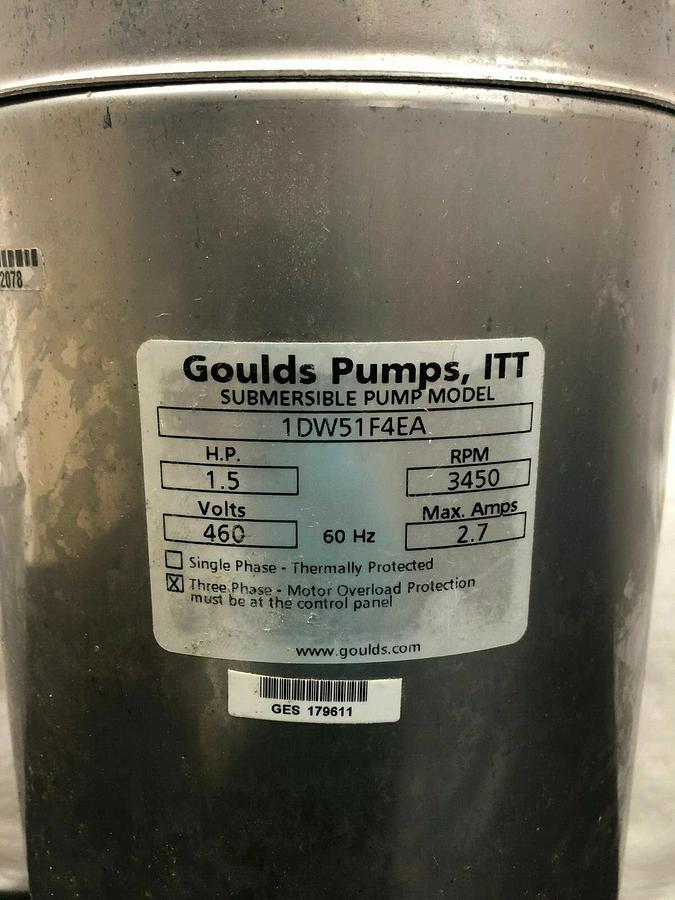 2078
Goulds Pumps, ITT
SUBMERSIBLE PUMP MODEL
1DW51F4EA
H.P. RPM
1.5 3450
Volts Max. Amps
460 60 Hz 2.7
Single Phase - Thermally Protected
X Three Phase - Motor Overload Protection
must be at the control panel
www.goulds.com
GES 179611